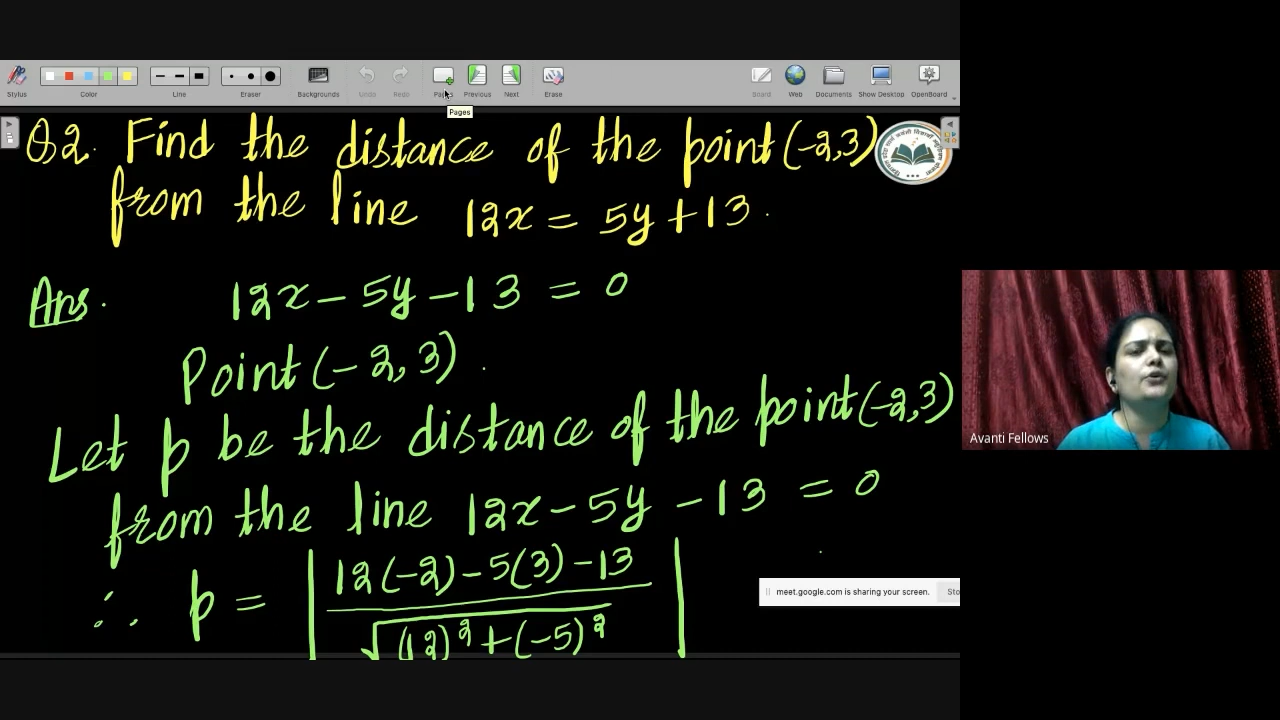 Stylus
Color
Line
Eraser
Backgrounds
Undo
Redo
Pages
Previous
Next
Erase
Board
Web
Documents
Show Desktop
OpenBoard
Pages
Q2. Find the distance of the point (-2,3)
from the line 12x = 5y + 13.
Ans. 12x - 5y - 13 = 0
Point (-2, 3).
Let p be the distance of the point (-2,3)
from the line 12x - 5y - 13 = 0
∴ p = | 12(-2) - 5(3) - 13 / √(12)² + (-5)² |
meet.google.com is sharing your screen.
Sto
Avanti Fellows